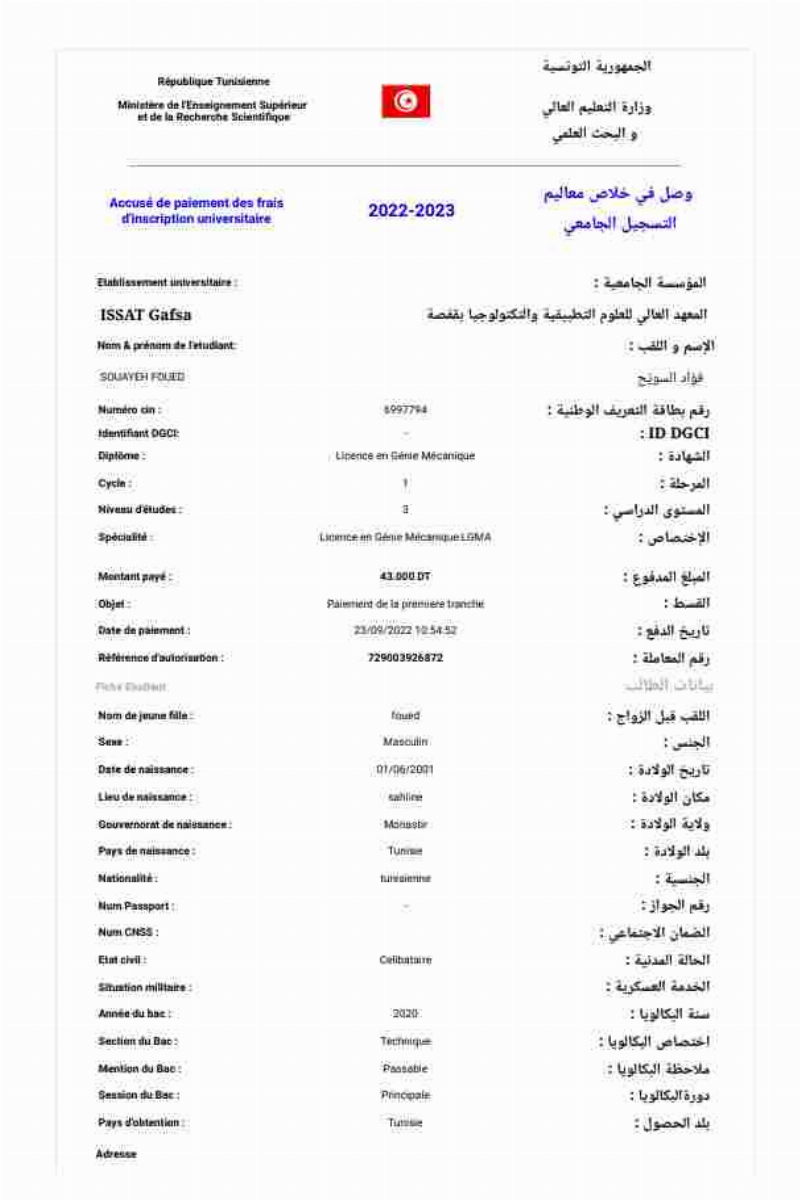 République Tunisienne
الجمهورية التونسية
Ministère de l'Enseignement Supérieur
et de la Recherche Scientifique
وزارة التعليم العالي
و البحث العلمي
Accusé de paiement des frais
d'inscription universitaire
2022-2023
وصل في خلاص معاليم
التسجيل الجامعي
Etablissement universitaire : المؤسسة الجامعية :
ISSAT Gafsa المعهد العالي للعلوم التطبيقية والتكنولوجيا بقفصة
Nom & prénom de l'etudiant: الإسم و اللقب :
SOUAYEH FOUED فؤاد السويح
Numéro cin : 6997794 رقم بطاقة التعريف الوطنية :
Identifiant DGCI: - ID DGCI :
Diplôme : Licence en Génie Mécanique الشهادة :
Cycle : 1 المرحلة :
Niveau d'études : 3 المستوى الدراسي :
Spécialité : Licence en Génie Mécanique:LGMA الإختصاص :
Montant payé : 43.000 DT المبلغ المدفوع :
Objet : Paiement de la premiere tranche القسط :
Date de paiement : 23/09/2022 10:54:52 تاريخ الدفع :
Référence d'autorisation : 729003926872 رقم المعاملة :
Fiche Etudiant بيانات الطالب
Nom de jeune fille : foued اللقب قبل الزواج :
Sexe : Masculin الجنس :
Date de naissance : 01/06/2001 تاريخ الولادة :
Lieu de naissance : sahline مكان الولادة :
Gouvernorat de naissance : Monastir ولاية الولادة :
Pays de naissance : Tunisie بلد الولادة :
Nationalité : tunisienne الجنسية :
Num Passport : - رقم الجواز :
Num CNSS : الضمان الاجتماعي :
Etat civil : Celibataire الحالة المدنية :
Situation militaire : الخدمة العسكرية :
Année du bac : 2020 سنة البكالويا :
Section du Bac : Technique اختصاص البكالويا :
Mention du Bac : Passable ملاحظة البكالويا :
Session du Bac : Principale دورةالبكالويا :
Pays d'obtention : Tunisie بلد الحصول :
Adresse